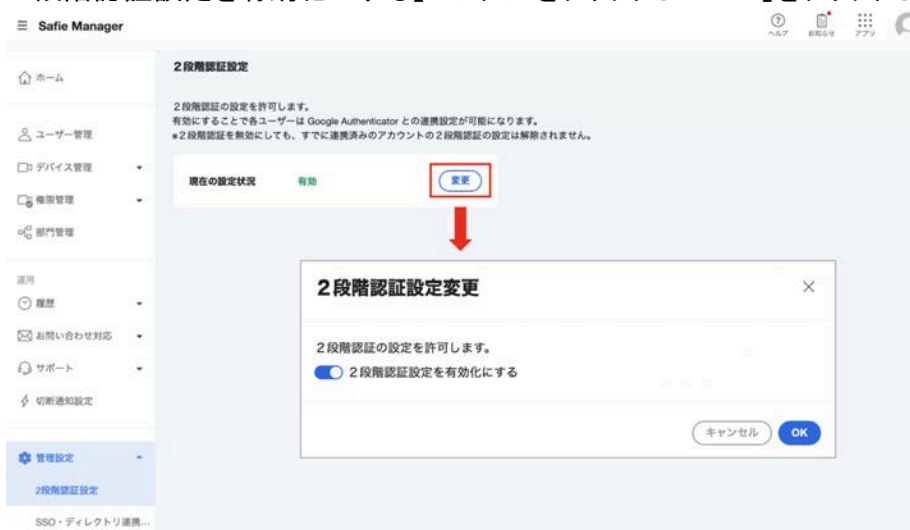 Safie Manager
ヘルプ
お知らせ
アプリ
ホーム
ユーザー管理
デバイス管理
権限管理
部門管理
運用
履歴
お問い合わせ対応
サポート
切断通知設定
管理設定
2段階認証設定
SSO・ディレクトリ連携...
2段階認証設定
2段階認証の設定を許可します。
有効にすることで各ユーザーは Google Authenticator との連携設定が可能になります。
※2段階認証を無効にしても、すでに連携済みのアカウントの2段階認証の設定は解除されません。
現在の設定状況 有効 変更
2段階認証設定変更
2段階認証の設定を許可します。
2段階認証設定を有効化にする
キャンセル OK